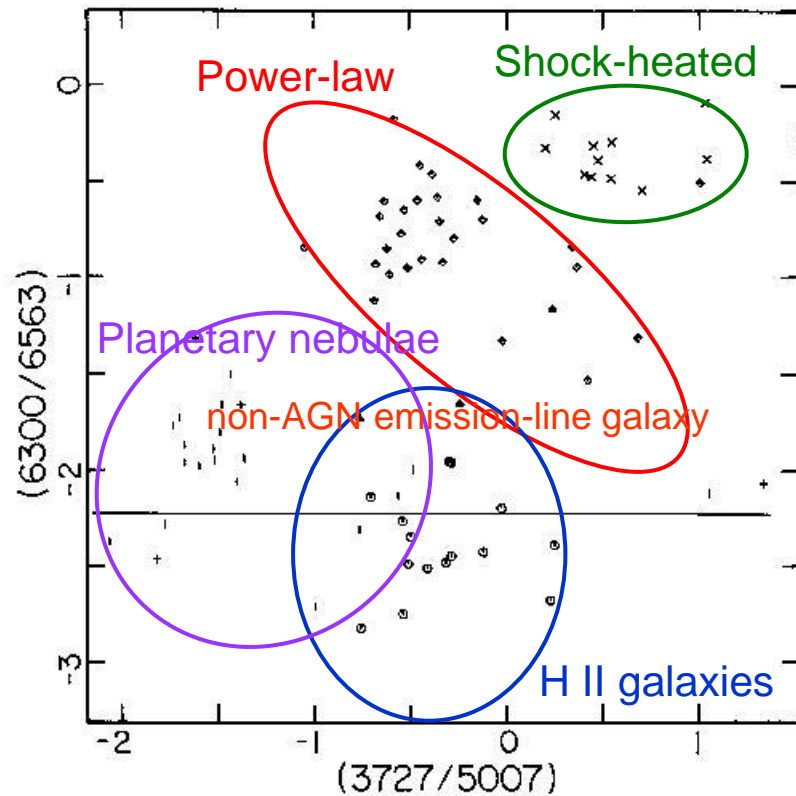 Shock-heated
Power-law
0
-1
Planetary nebulae
non-AGN emission-line galaxy
(6300/6563)
-2
-3
H II galaxies
-2
-1
0
1
(3727/5007)